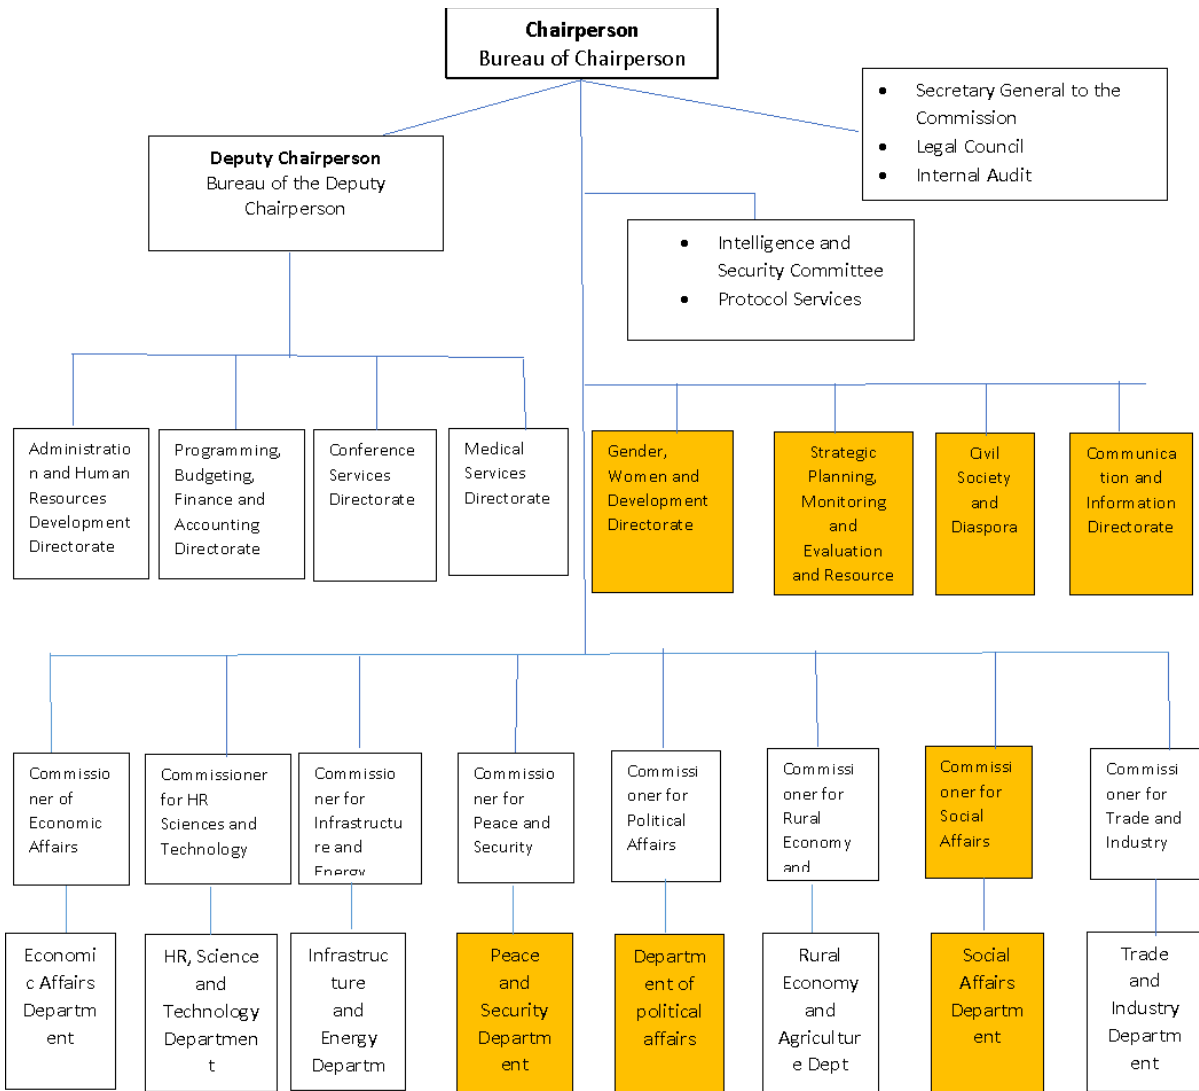 Chairperson
Bureau of Chairperson
• Secretary General to the
Commission
• Legal Council
• Internal Audit
Deputy Chairperson
Bureau of the Deputy
Chairperson
• Intelligence and
Security Committee
• Protocol Services
Administratio
n and Human
Resources
Development
Directorate
Programming,
Budgeting,
Finance and
Accounting
Directorate
Conference
Services
Directorate
Medical
Services
Directorate
Gender,
Women and
Development
Directorate
Strategic
Planning,
Monitoring
and
Evaluation
and Resource
Civil
Society
and
Diaspora
Communica
tion and
Information
Directorate
Commissio
ner of
Economic
Affairs
Commissioner
for HR
Sciences and
Technology
Commissio
ner for
Infrastructu
re and
Energy
Commissio
ner for
Peace and
Security
Commissi
oner for
Political
Affairs
Commissi
oner for
Rural
Economy
and
Commissi
oner for
Social
Affairs
Commissi
oner for
Trade and
Industry
Economi
c Affairs
Departm
ent
HR, Science
and
Technology
Departmen
t
Infrastruc
ture
and
Energy
Departm
Peace
and
Security
Depart
ment
Departm
ent of
political
affairs
Rural
Economy
and
Agricultur
e Dept
Social
Affairs
Depart
ment
Trade
and
Industry
Depart
ment